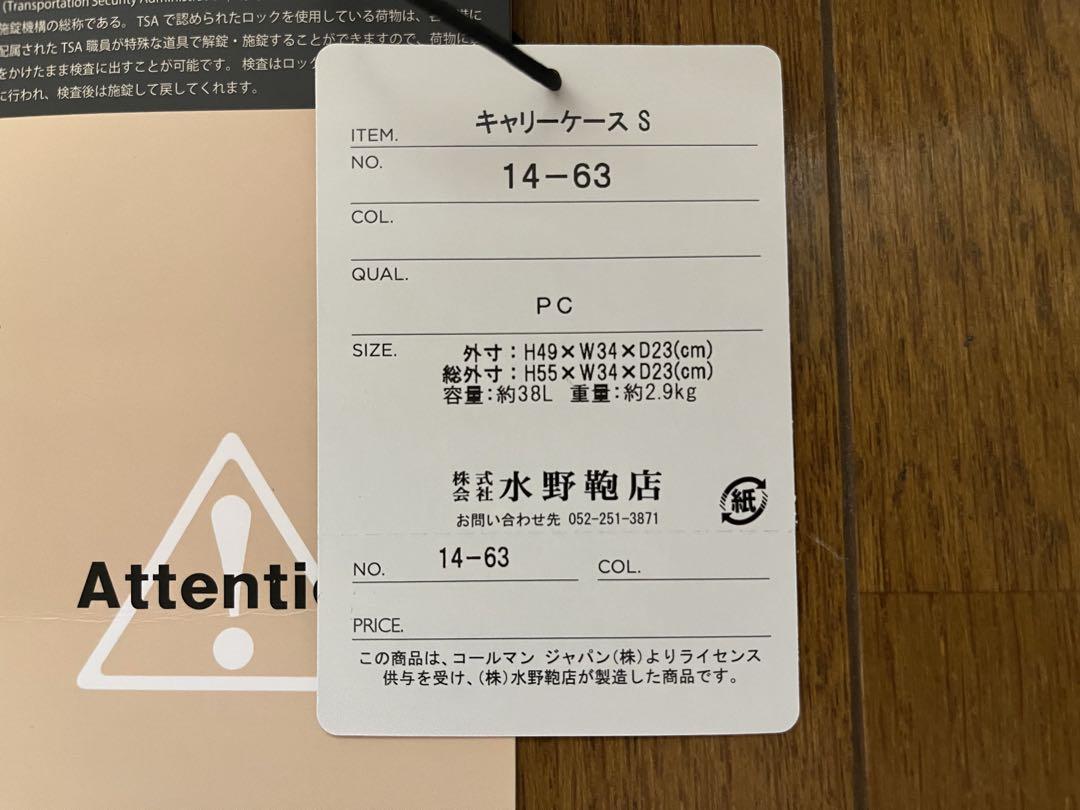 (Transportation Security Administrat
施錠機構の総称である。 TSA で認められたロックを使用している荷物は、
配属された TSA 職員が特殊な道具で解錠・施錠することができますので、荷物に
をかけたまま検査に出すことが可能です。 検査はロッ
に行われ、検査後は施錠して戻してくれます。
Attenti
ITEM. キャリーケース S
NO. 14-63
COL.
QUAL.
PC
SIZE. 外寸：H49×W34×D23(cm)
総外寸：H55×W34×D23(cm)
容量：約38L 重量：約2.9kg
株式会社 水野鞄店
紙
お問い合わせ先 052-251-3871
NO. 14-63 COL.
PRICE.
この商品は、コールマン ジャパン(株)よりライセンス
供与を受け、(株)水野鞄店が製造した商品です。